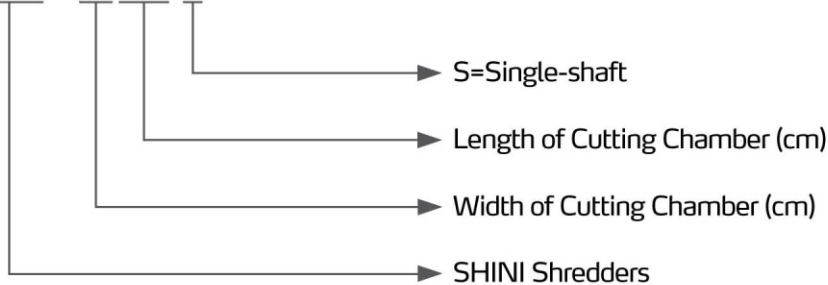 S=Single-shaft
Length of Cutting Chamber (cm)
Width of Cutting Chamber (cm)
SHINI Shredders